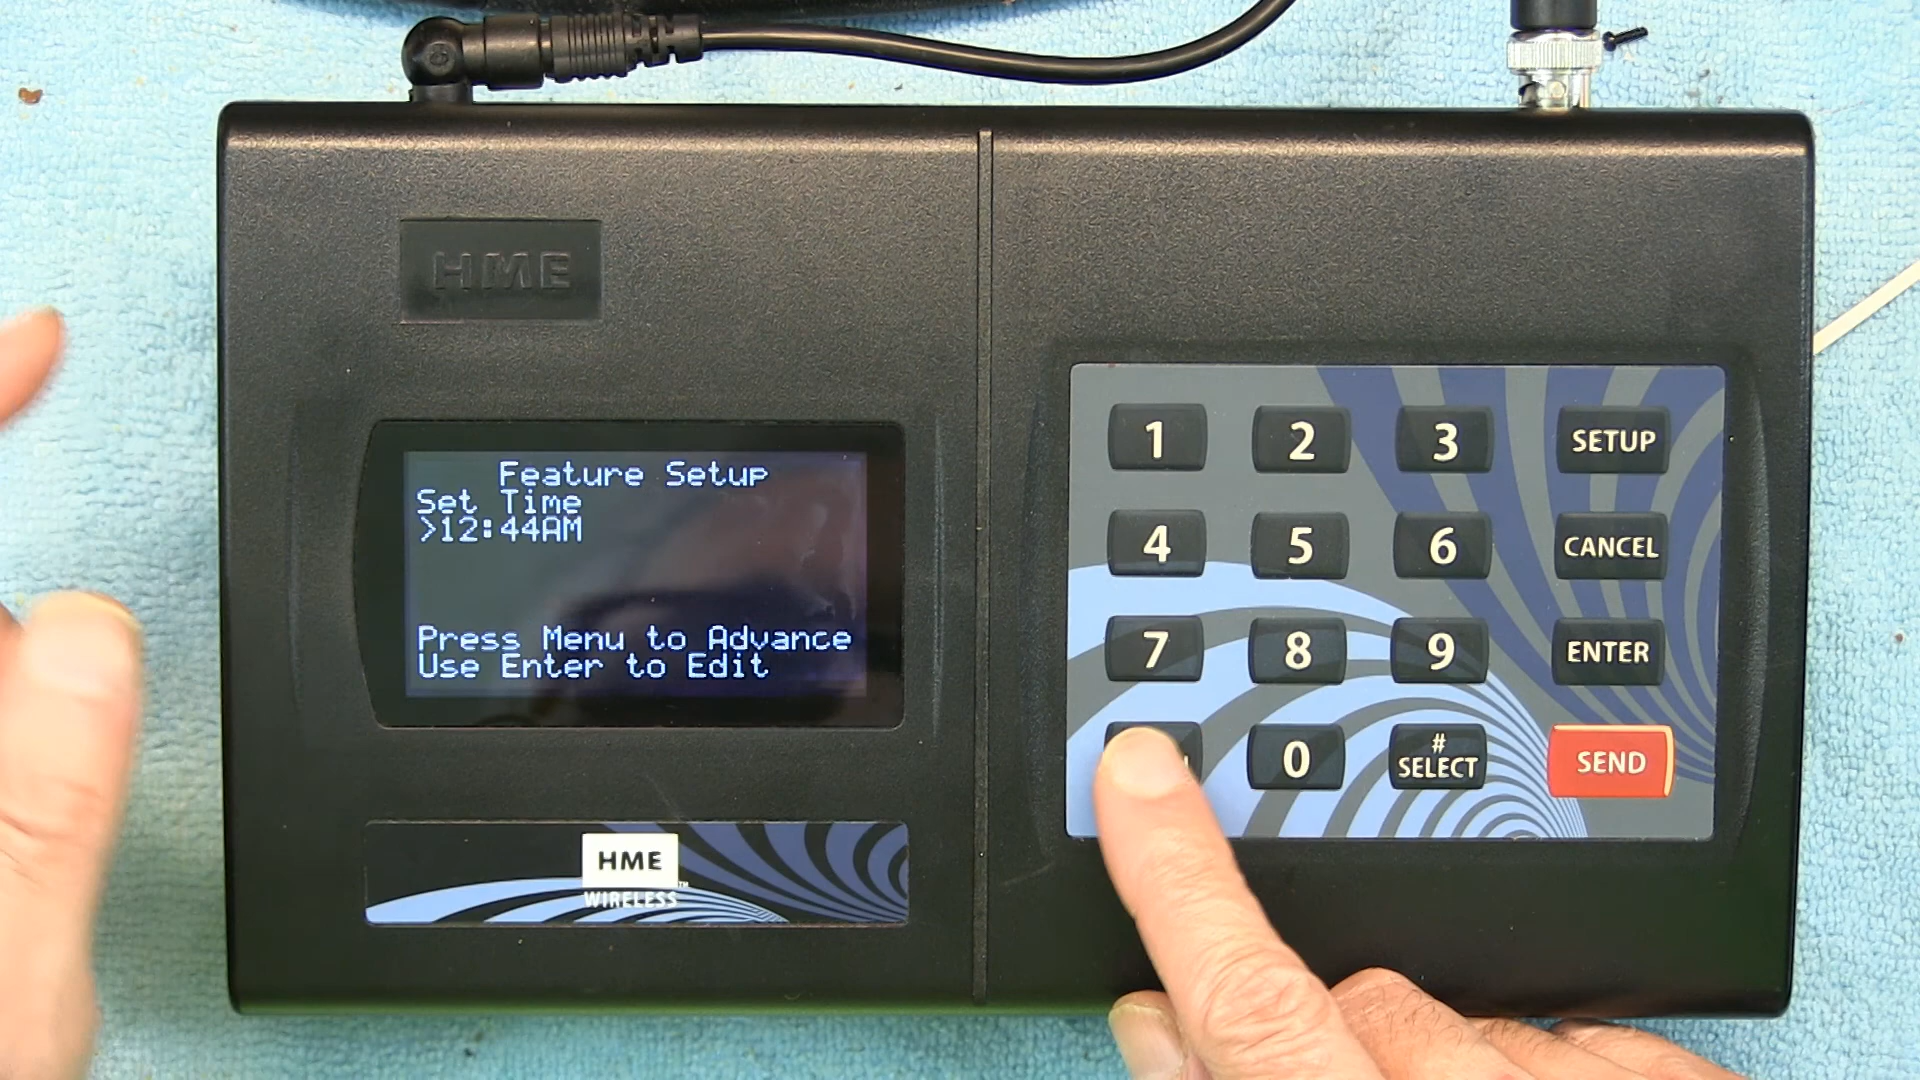 HME
Feature Setup
Set Time
>12:44AM
Press Menu to Advance
Use Enter to Edit
HME
WIRELESS™
1 2 3 SETUP
4 5 6 CANCEL
7 8 9 ENTER
0 # SELECT SEND